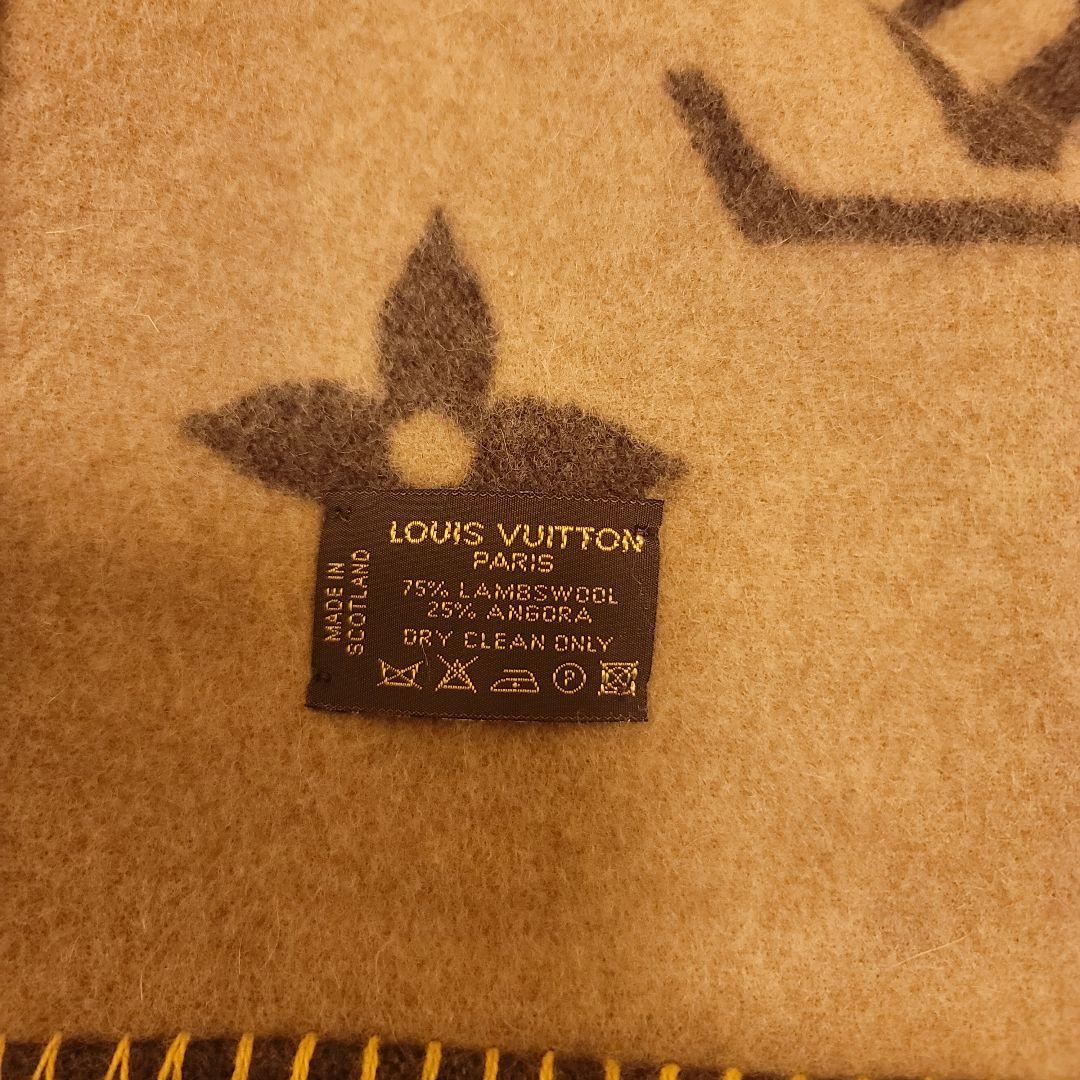 LOUIS VUITTON
PARIS
75% LAMBSWOOL
25% ANGORA
DRY CLEAN ONLY
P
MADE IN
SCOTLAND